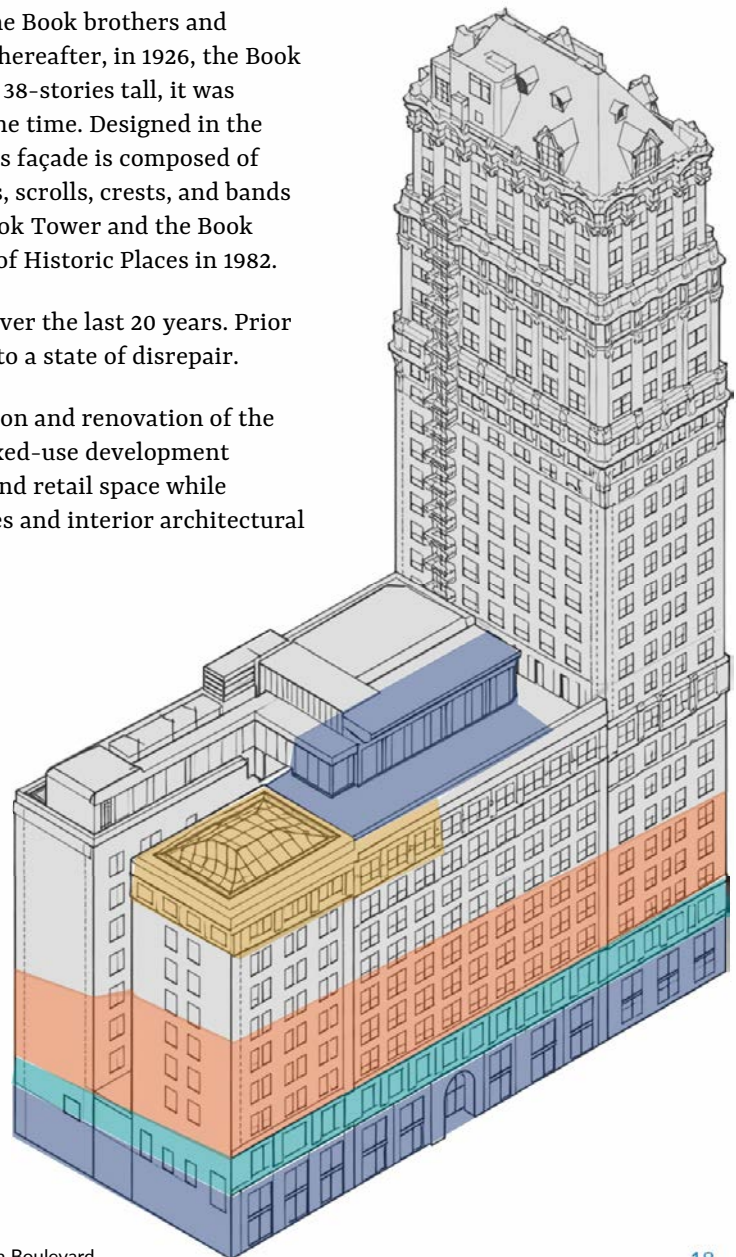 ne Book brothers and
hereafter, in 1926, the Book
38-stories tall, it was
ne time. Designed in the
s façade is composed of
s, scrolls, crests, and bands
ok Tower and the Book
of Historic Places in 1982.
ver the last 20 years. Prior
to a state of disrepair.
on and renovation of the
xed-use development
nd retail space while
es and interior architectural
Boulevard